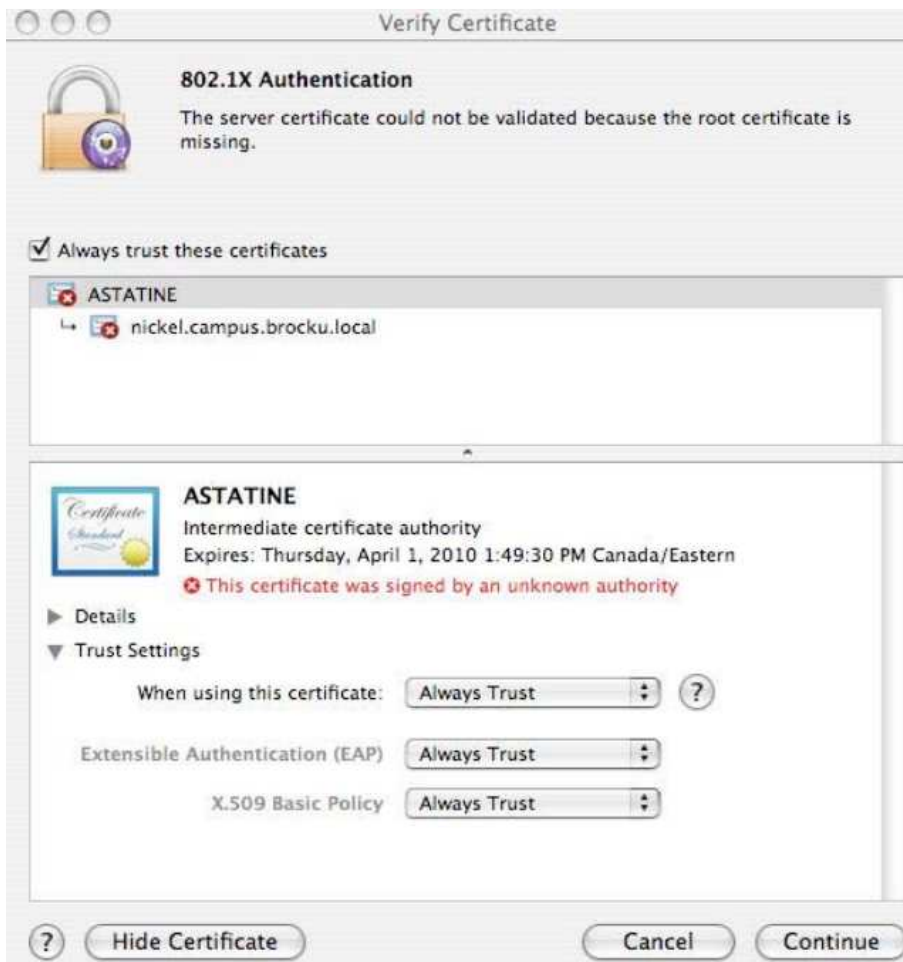 Verify Certificate
802.1X Authentication
The server certificate could not be validated because the root certificate is
missing.
Always trust these certificates
ASTATINE
nickel.campus.brocku.local
Certificate
Standard
ASTATINE
Intermediate certificate authority
Expires: Thursday, April 1, 2010 1:49:30 PM Canada/Eastern
This certificate was signed by an unknown authority
Details
Trust Settings
When using this certificate: Always Trust ?
Extensible Authentication (EAP) Always Trust
X.509 Basic Policy Always Trust
? Hide Certificate Cancel Continue